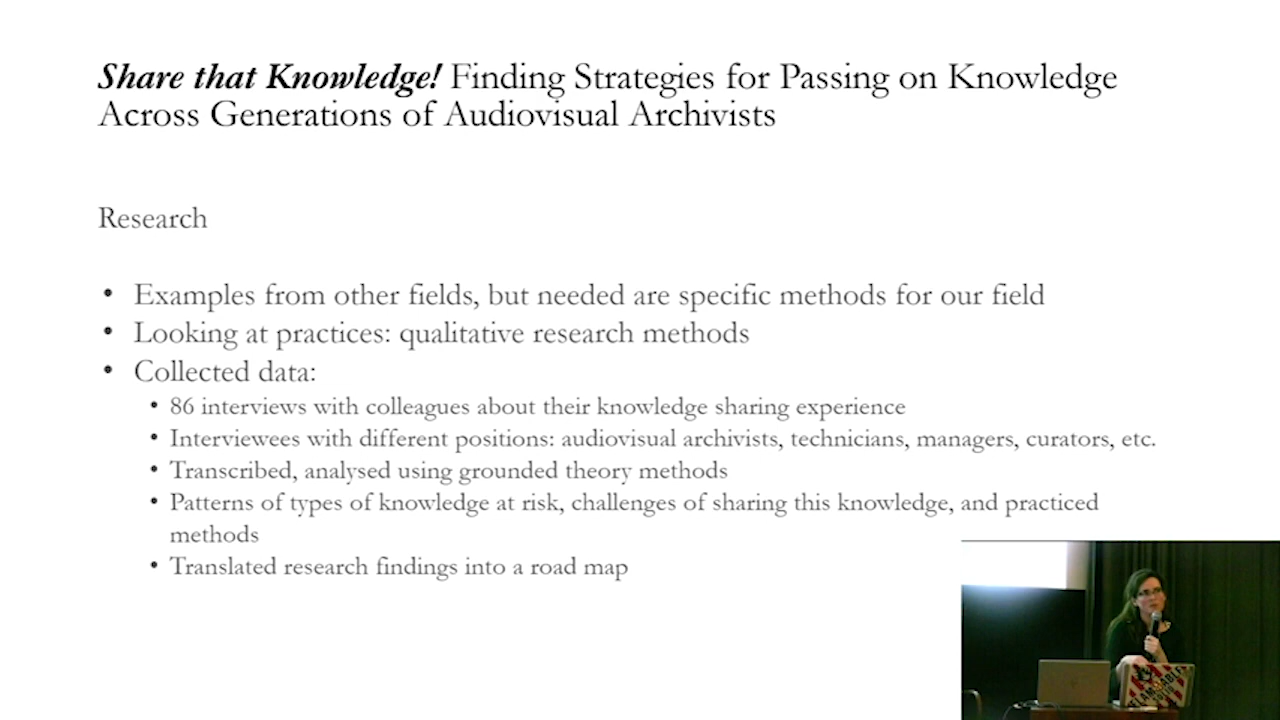 Share that Knowledge! Finding Strategies for Passing on Knowledge
Across Generations of Audiovisual Archivists
Research
• Examples from other fields, but needed are specific methods for our field
• Looking at practices: qualitative research methods
• Collected data:
• 86 interviews with colleagues about their knowledge sharing experience
• Interviewees with different positions: audiovisual archivists, technicians, managers, curators, etc.
• Transcribed, analysed using grounded theory methods
• Patterns of types of knowledge at risk, challenges of sharing this knowledge, and practiced
methods
• Translated research findings into a road map